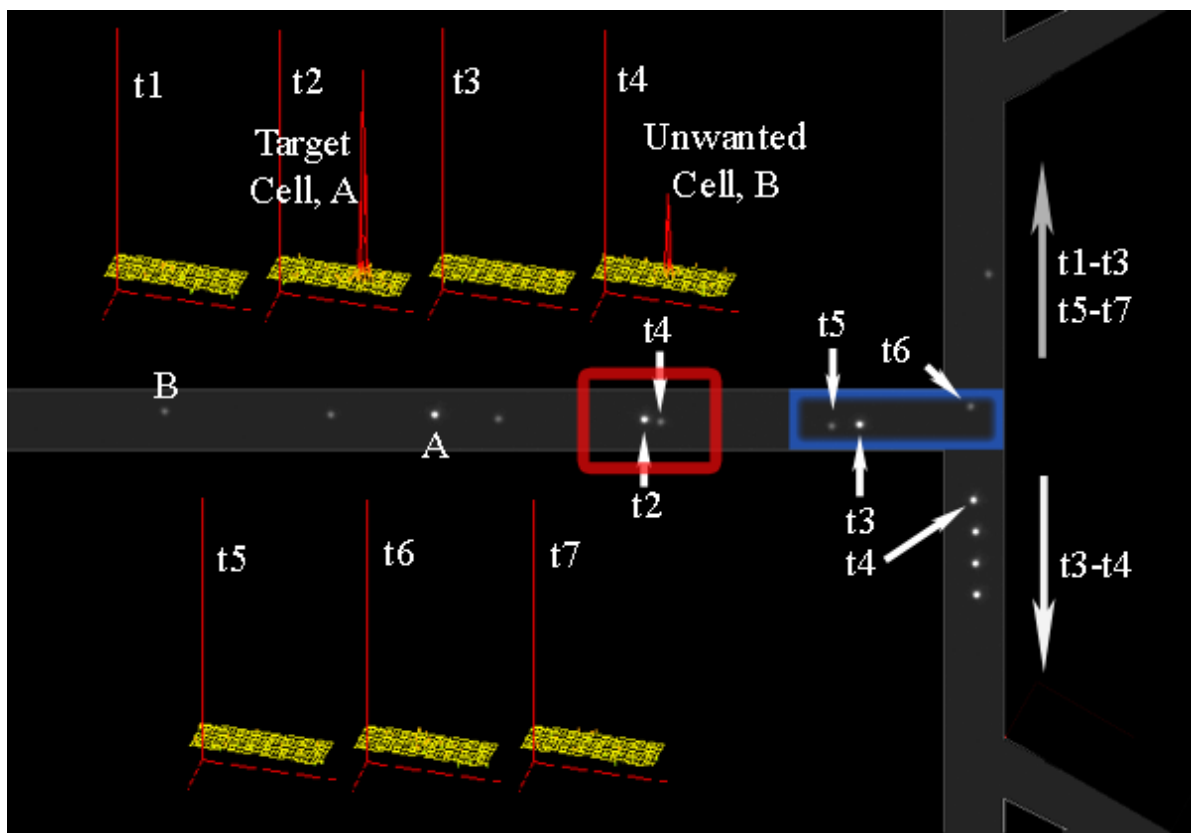 t1
t2
t3
t4
Target
Cell, A
Unwanted
Cell, B
t1-t3
t5-t7
t4
t5
t6
B
A
t2
t3
t4
t3-t4
t5
t6
t7